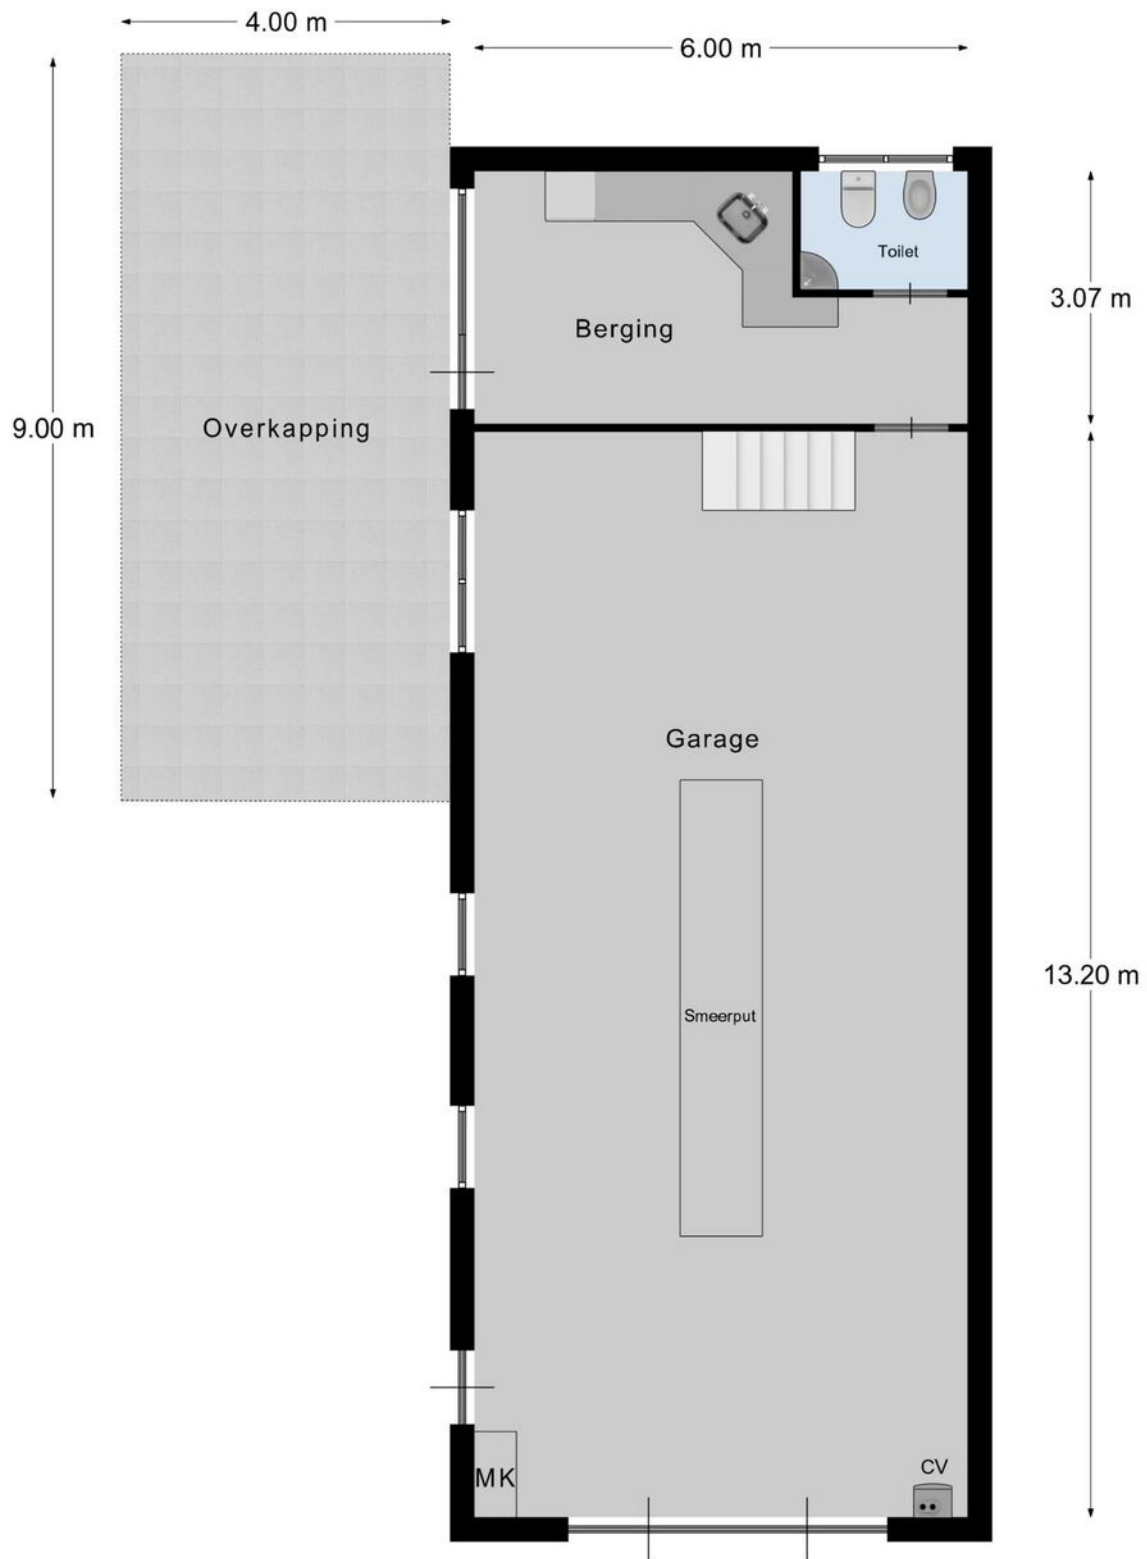 4.00 m
6.00 m
Toilet
3.07 m
Berging
9.00 m
Overkapping
Garage
13.20 m
Smeerput
CV
MK